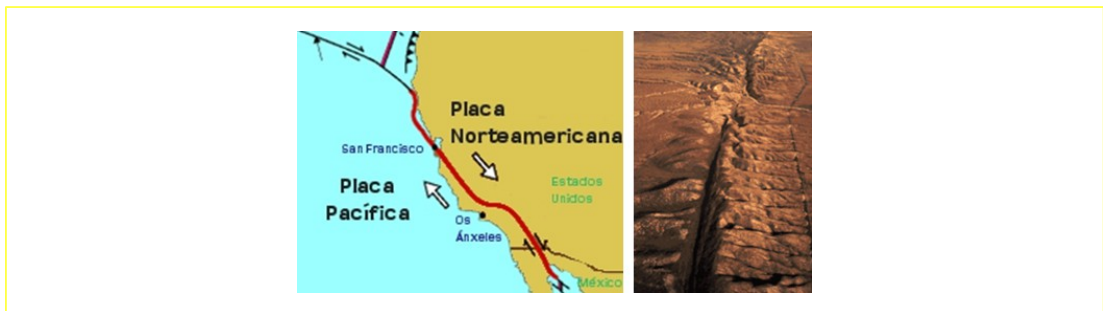 Placa
Norteamericana
San Francisco
Placa
Pacífica
Estados
Unidos
Os
Ánxeles
México